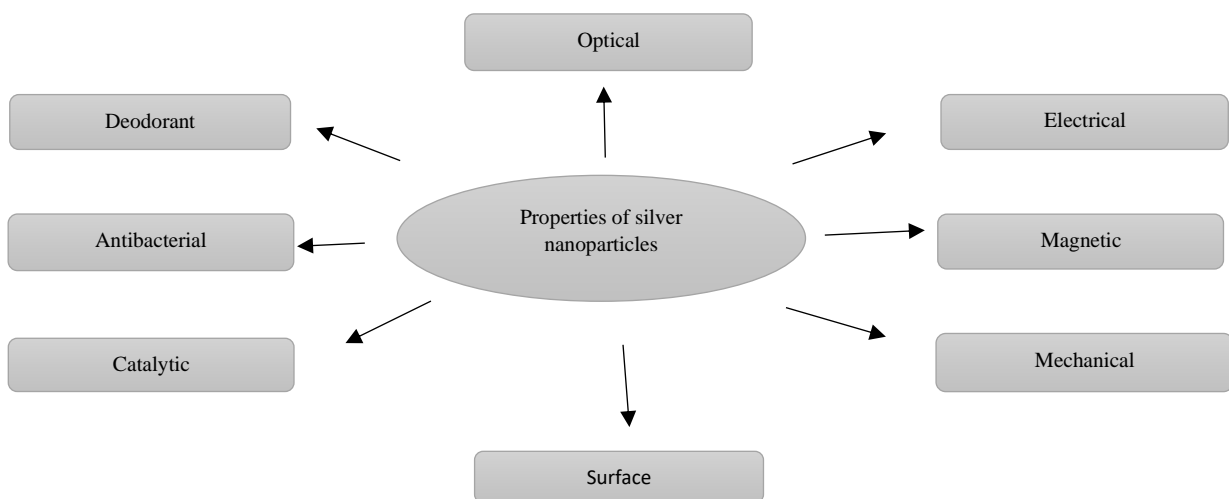 Optical
Deodorant
Electrical
Properties of silver
nanoparticles
Antibacterial
Magnetic
Catalytic
Mechanical
Surface